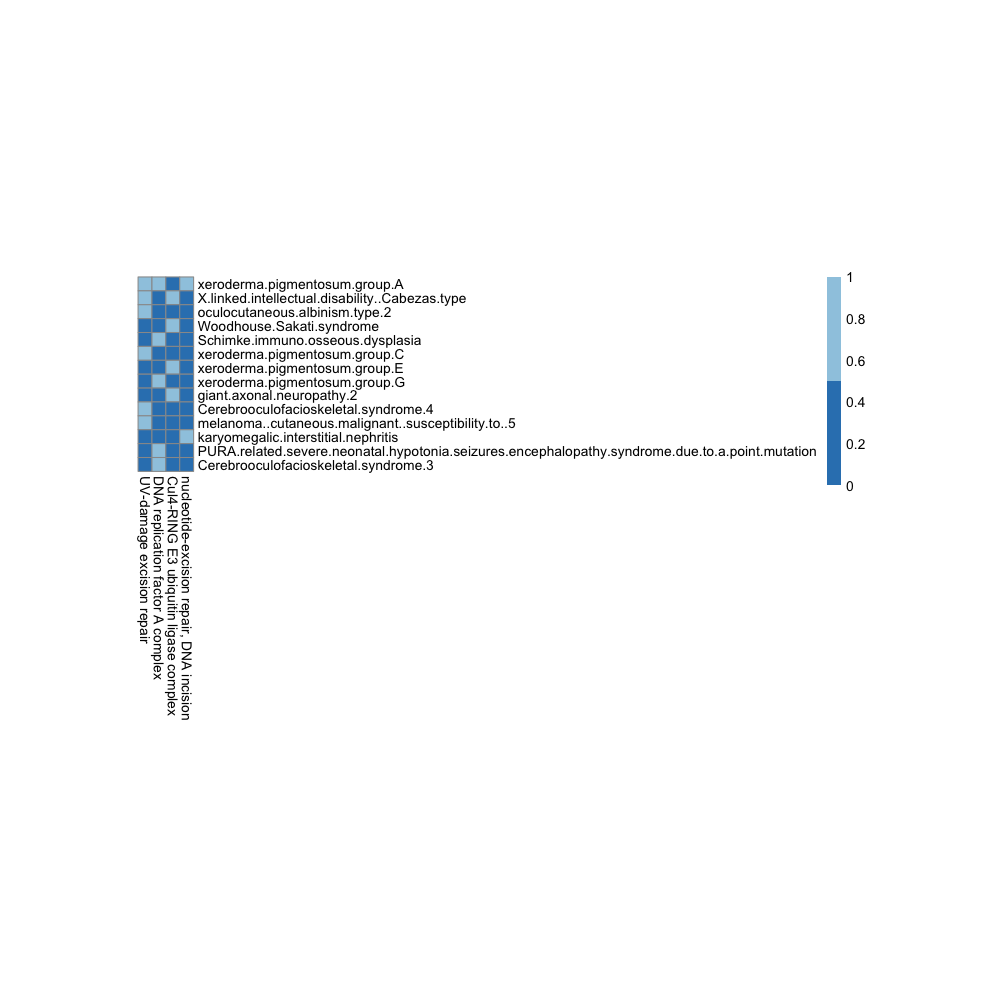 xeroderma.pigmentosum.group.A
X.linked.intellectual.disability..Cabezas.type
oculocutaneous.albinism.type.2
Woodhouse.Sakati.syndrome
Schimke.immuno.osseous.dysplasia
xeroderma.pigmentosum.group.C
xeroderma.pigmentosum.group.E
xeroderma.pigmentosum.group.G
giant.axonal.neuropathy.2
Cerebrooculofacioskeletal.syndrome.4
melanoma..cutaneous.malignant..susceptibility.to..5
karyomegalic.interstitial.nephritis
PURA.related.severe.neonatal.hypotonia.seizures.encephalopathy.syndrome.due.to.a.point.mutation
Cerebrooculofacioskeletal.syndrome.3
UV-damage excision repair
DNA replication factor A complex
Cul4-RING E3 ubiquitin ligase complex
nucleotide-excision repair, DNA incision
1
0.8
0.6
0.4
0.2
0